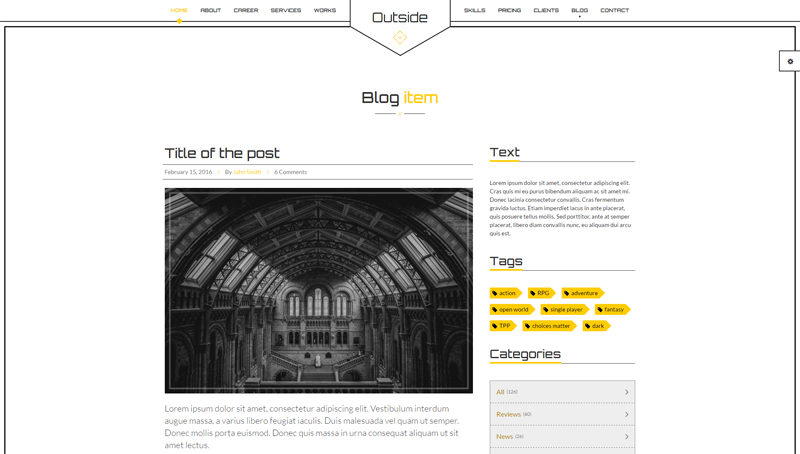 HOME ABOUT CAREER SERVICES WORKS
Outside
SKILLS PRICING CLIENTS BLOG CONTACT
Blog item
Title of the post
February 15, 2016 / By John Smith / 6 Comments
Lorem ipsum dolor sit amet, consectetur adipiscing elit. Vestibulum interdum
augue massa, a varius libero feugiat iaculis. Duis malesuada vel quam ut semper.
Donec mollis porta euismod. Donec quis massa in urna consequat aliquam ut sit
amet lectus.
Text
Lorem ipsum dolor sit amet, consectetur adipiscing elit.
Cras quis mi eu purus bibendum aliquam ac sit amet mi.
Donec lacinia consectetur convallis. Cras fermentum
gravida luctus. Etiam imperdiet lacus in ante placerat,
quis posuere tellus mollis. Sed porttitor, ante at semper
placerat, libero diam convallis nunc, eu aliquam dui arcu
quis est.
Tags
action RPG adventure
open-world single player fantasy
TPP choices matter dark
Categories
All (126)
Reviews (60)
News (26)